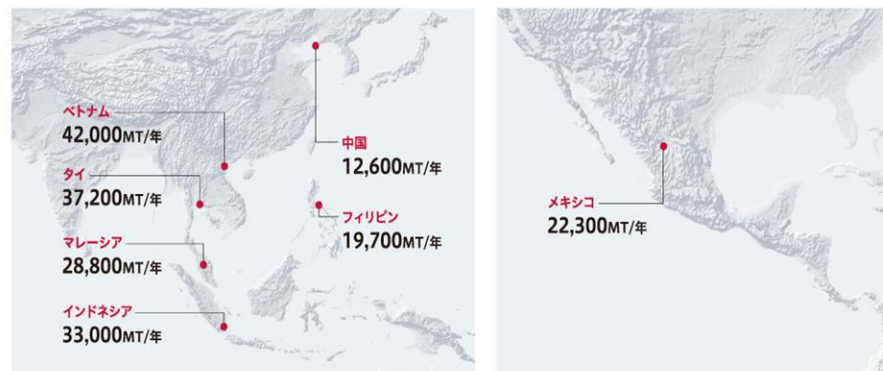 ベトナム
42,000MT/年
タイ
37,200MT/年
マレーシア
28,800MT/年
インドネシア
33,000MT/年
中国
12,600MT/年
フィリピン
19,700MT/年
メキシコ
22,300MT/年